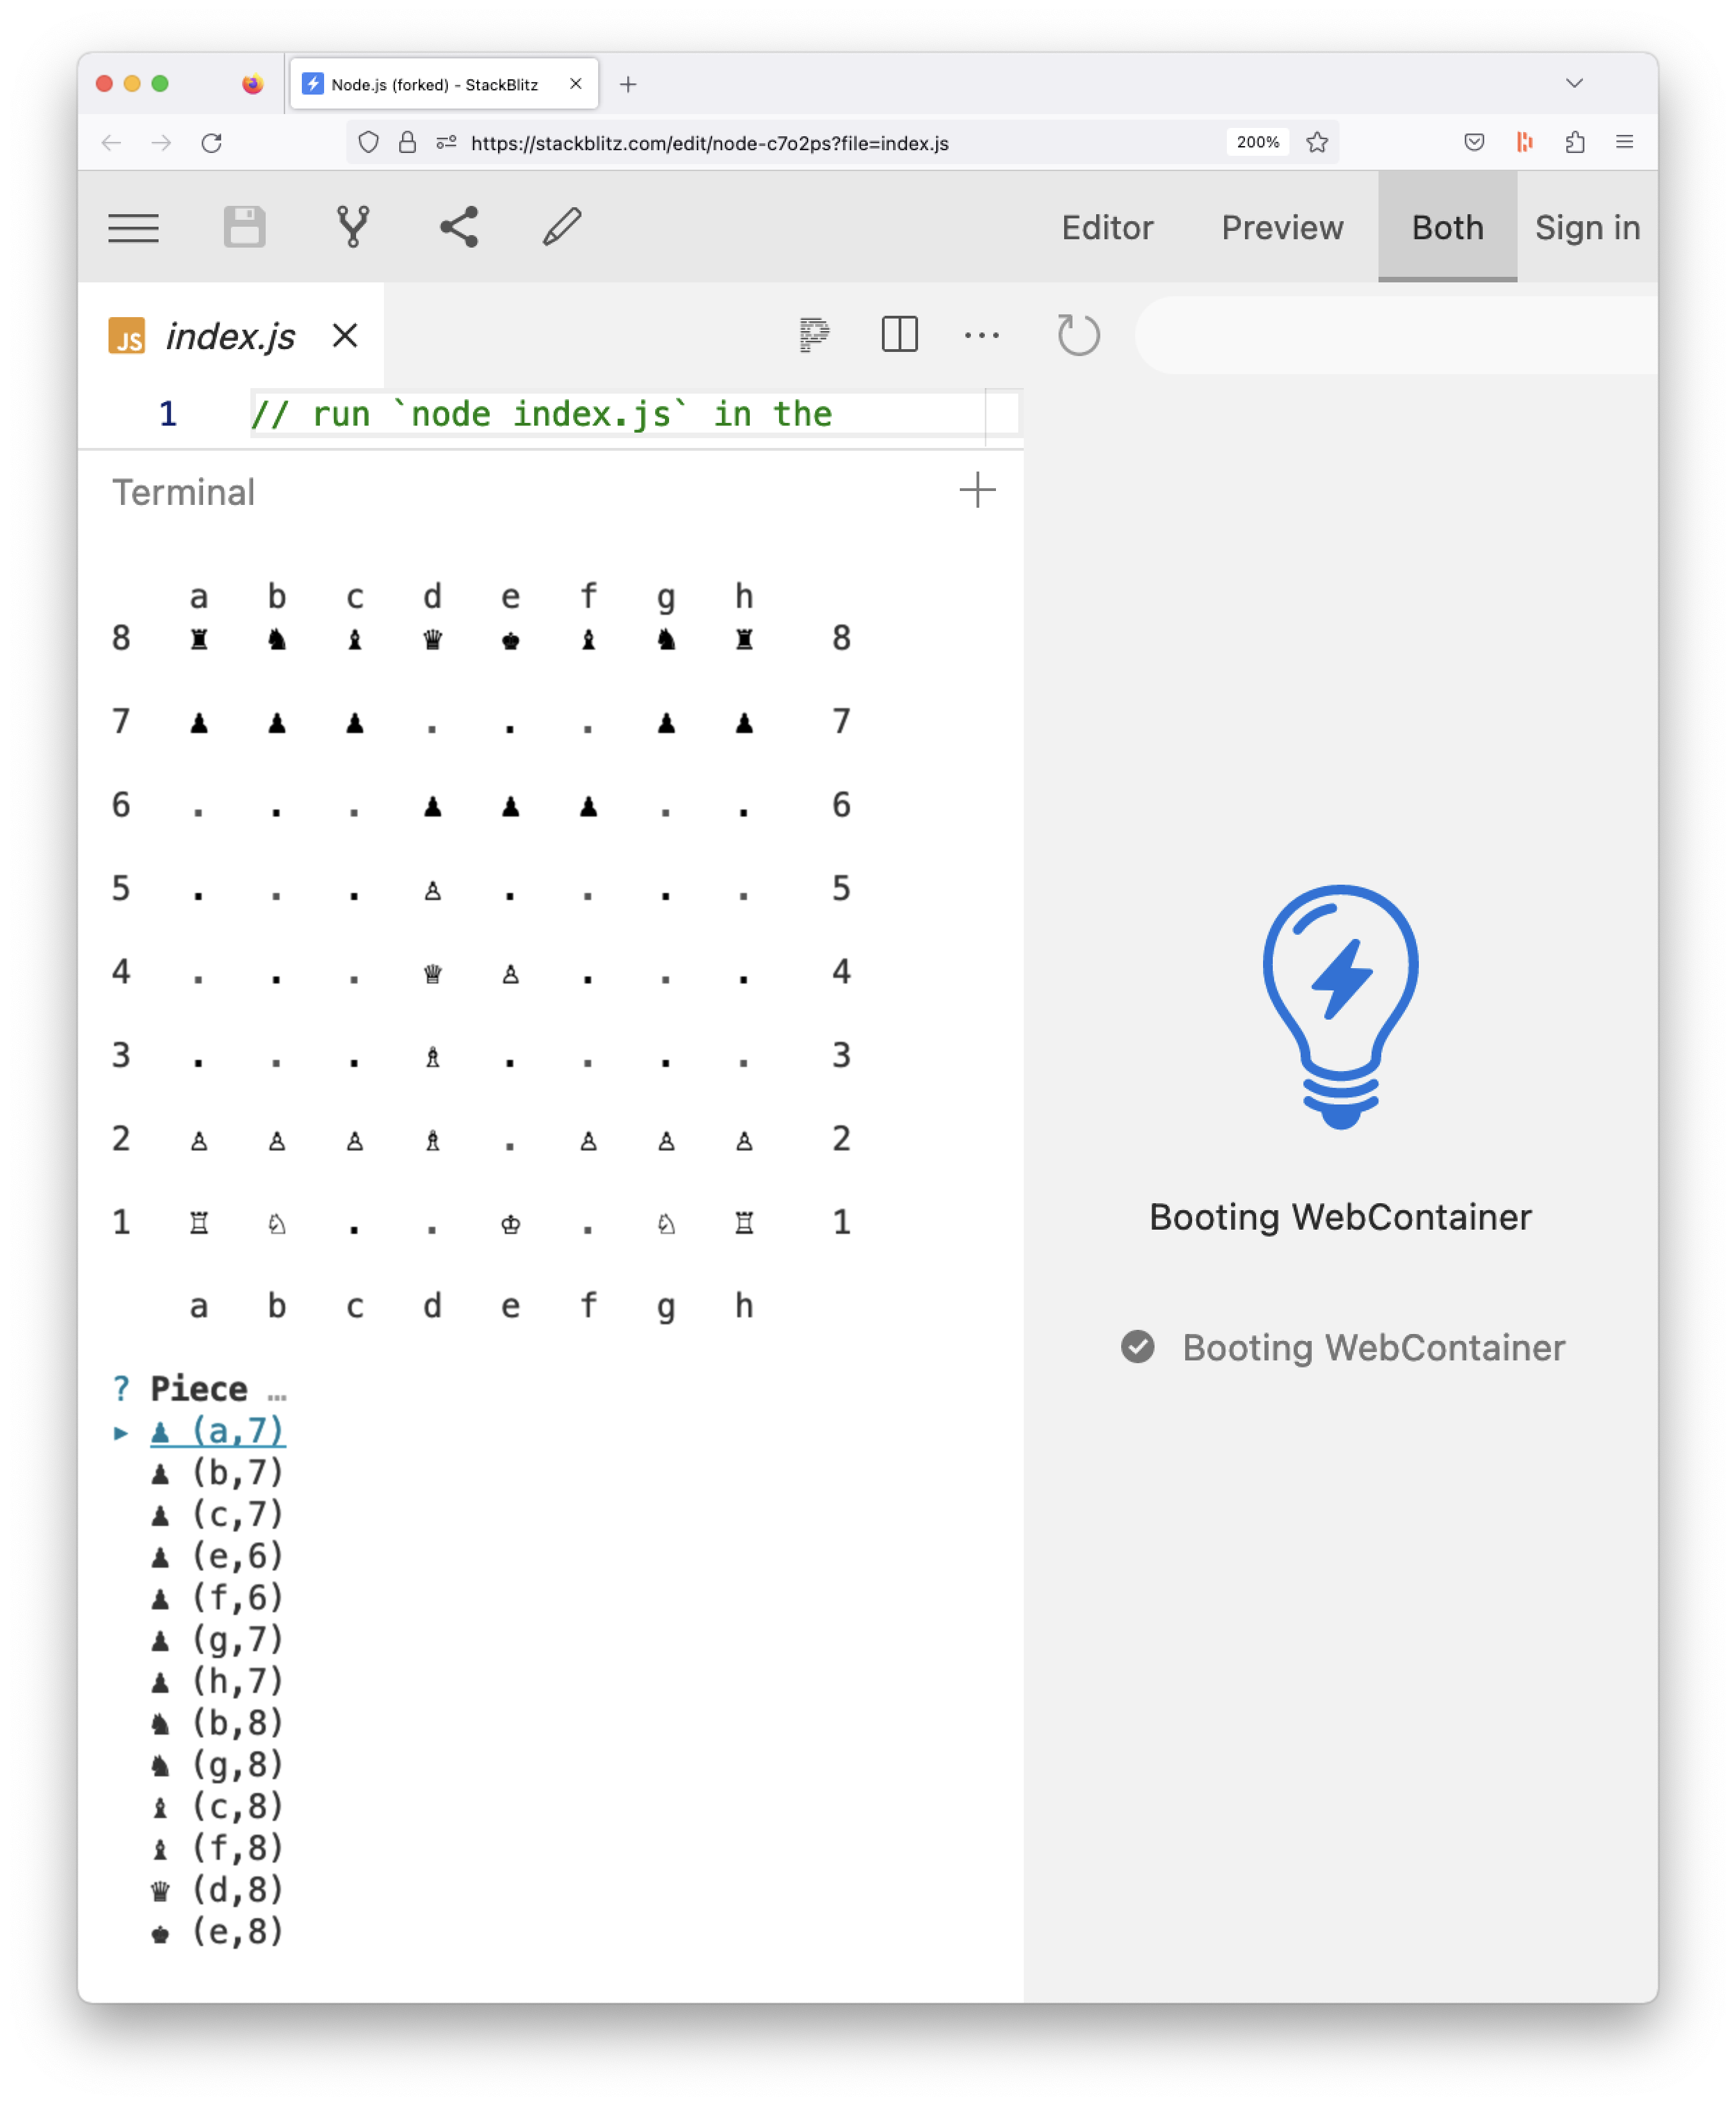 Node.js (forked) - StackBlitz
https://stackblitz.com/edit/node-c7o2ps?file=index.js 200%
Editor Preview Both Sign in
JS index.js
1 // run `node index.js` in the
Terminal
a b c d e f g h
8 ♜ ♞ ♝ ♛ ♚ ♝ ♞ ♜ 8
7 ♟ ♟ ♟ . . . ♟ ♟ 7
6 . . . ♟ ♟ ♟ . . 6
5 . . . ♙ . . . . 5
4 . . . ♕ ♙ . . . 4
3 . . . ♗ . . . . 3
2 ♙ ♙ ♙ ♗ . ♙ ♙ ♙ 2
1 ♖ ♘ . . ♔ . ♘ ♖ 1
a b c d e f g h
? Piece …
▸ ♟ (a,7)
♟ (b,7)
♟ (c,7)
♟ (e,6)
♟ (f,6)
♟ (g,7)
♟ (h,7)
♞ (b,8)
♞ (g,8)
♝ (c,8)
♝ (f,8)
♛ (d,8)
♚ (e,8)
Booting WebContainer
Booting WebContainer